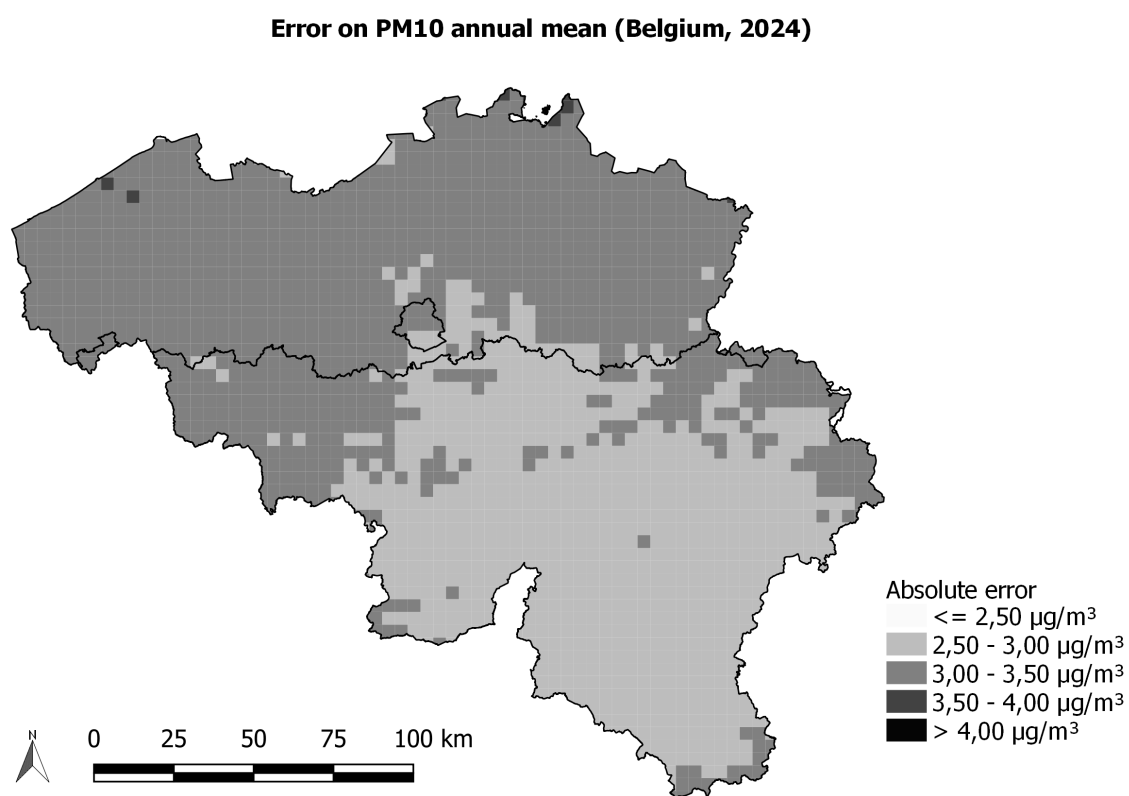 Error on PM10 annual mean (Belgium, 2024)
Absolute error
<= 2,50 µg/m³
2,50 - 3,00 µg/m³
3,00 - 3,50 µg/m³
3,50 - 4,00 µg/m³
> 4,00 µg/m³
N
0 25 50 75 100 km